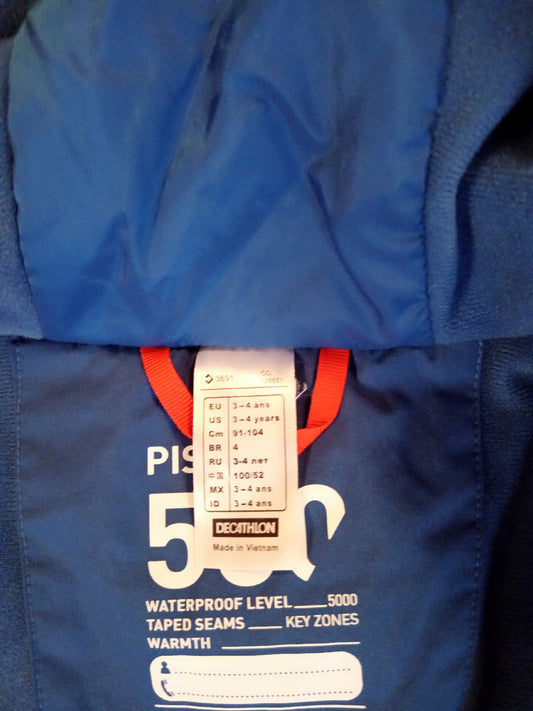 3691 CC.
EU 3-4 ans
US 3-4 years
Cm 91-104
BR 4
RU 3-4 лет
中国 100/52
MX 3-4 ans
ID 3-4 ans
DECATHLON
Made in Vietnam
WATERPROOF LEVEL 5000
TAPED SEAMS KEY ZONES
WARMTH